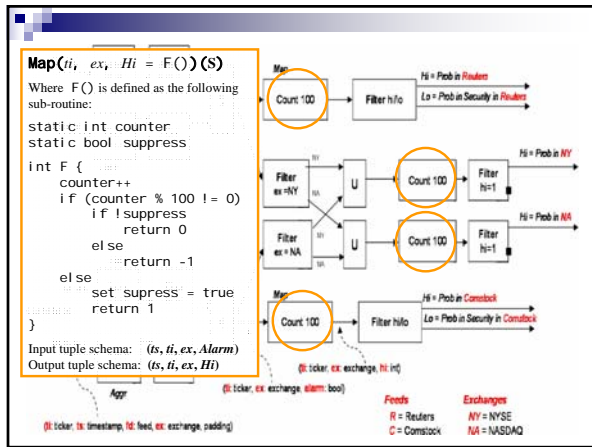 Map(ti, ex, Hi = F())(S)
Where F() is defined as the following
sub-routine:
static int counter
static bool suppress
int F {
counter++
if (counter % 100 != 0)
if !suppress
return 0
else
return -1
else
set supress = true
return 1
}
Input tuple schema: (ts, ti, ex, Alarm)
Output tuple schema: (ts, ti, ex, Hi)
Map
Count 100
Filter hi/lo
Hi = Prob in Reuters
Lo = Prob in Security in Reuters
Filter
ex =NY
NY
NA
U
Count 100
Filter
hi=1
Hi = Prob in NY
Filter
ex = NA
NY
NA
U
Count 100
Filter
hi=1
Hi = Prob in NA
Map
Count 100
Filter hi/lo
Hi = Prob in Comstock
Lo = Prob in Security in Comstock
(ti: ticker, ex: exchange, hi: int)
(ti: ticker, ex: exchange, alarm: bool)
Aggr
(ti: ticker, ts: timestamp, fd: feed, ex: exchange, padding)
Feeds
R = Reuters
C = Comstock
Exchanges
NY = NYSE
NA = NASDAQ